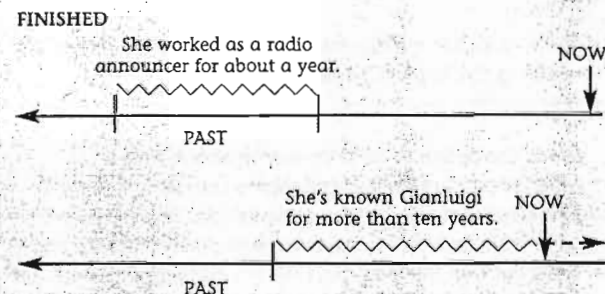 FINISHED
She worked as a radio
announcer for about a year.
NOW
PAST
She's known Gianluigi
for more than ten years.
NOW
PAST